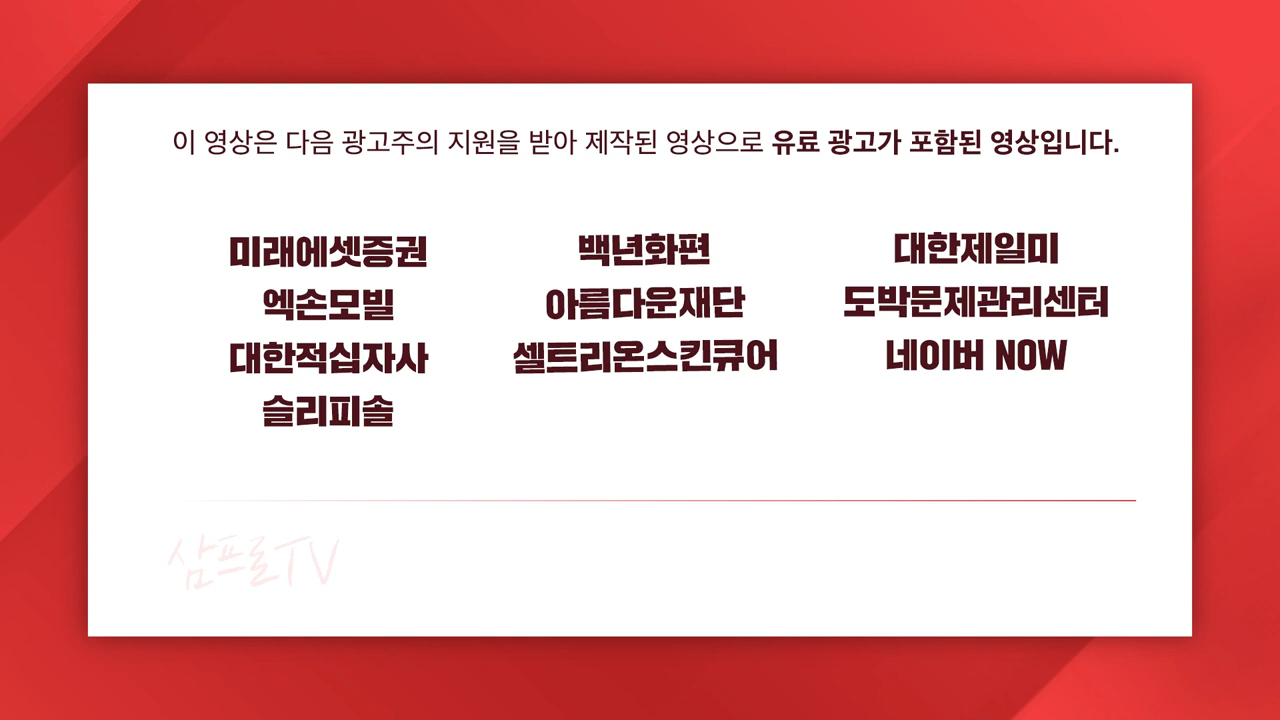 이 영상은 다음 광고주의 지원을 받아 제작된 영상으로 유료 광고가 포함된 영상입니다.
미래에셋증권 백년화편 대한제일미
엑손모빌 아름다운재단 도박문제관리센터
대한적십자사 셀트리온스킨큐어 네이버 NOW
슬리피솔
삼프로TV